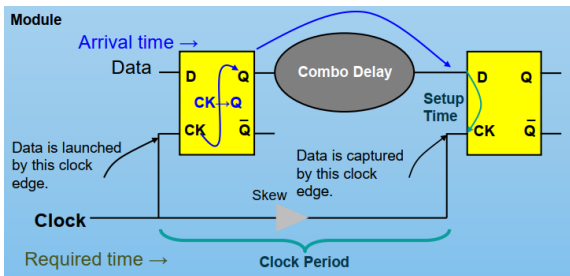 Module
Arrival time →
Data
D
Q
CK→Q
CK
Q̅
Combo Delay
Setup
Time
D
Q
CK
Q̅
Data is launched
by this clock
edge.
Data is captured
by this clock
edge.
Skew
Clock
Required time →
Clock Period